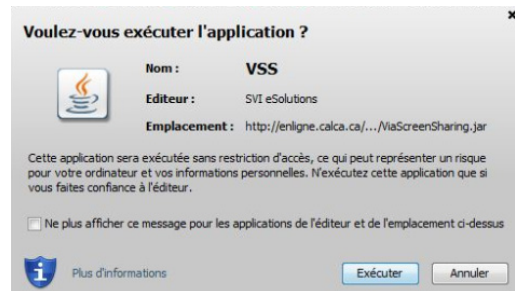 Voulez-vous exécuter l'application ?
Nom : VSS
Editeur : SVI eSolutions
Emplacement : http://enligne.calca.ca/.../ViaScreenSharing.jar
Cette application sera exécutée sans restriction d'accès, ce qui peut représenter un risque
pour votre ordinateur et vos informations personnelles. N'exécutez cette application que si
vous faites confiance à l'éditeur.
Ne plus afficher ce message pour les applications de l'éditeur et de l'emplacement ci-dessus
Plus d'informations
Exécuter
Annuler